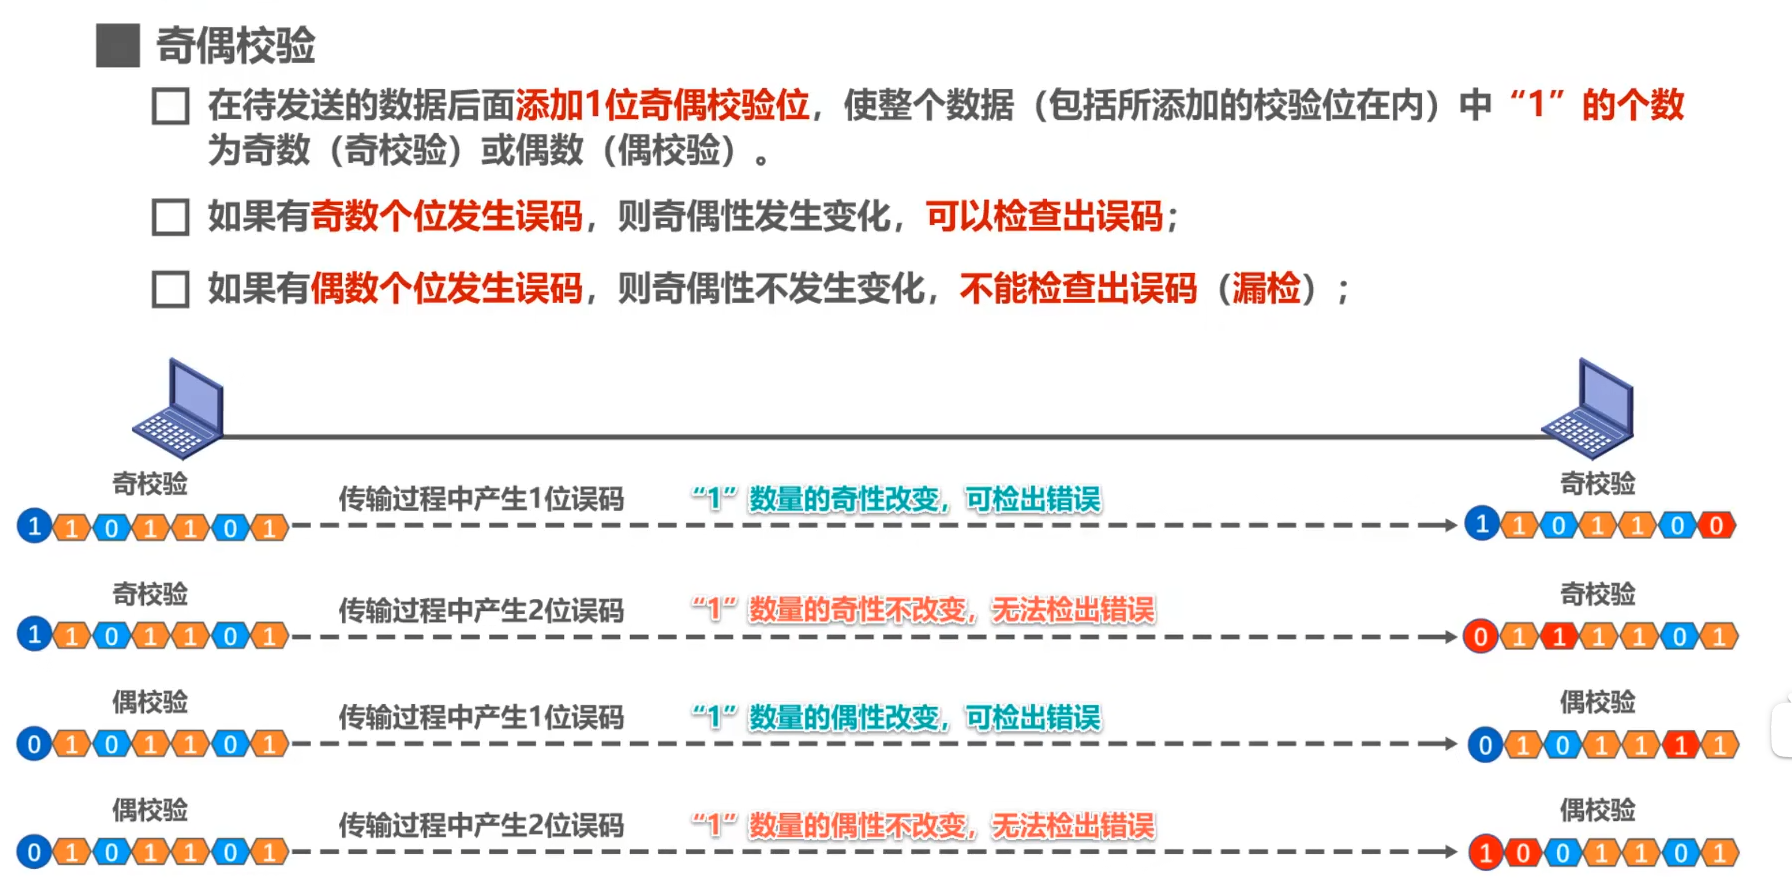 奇偶校验
在待发送的数据后面添加1位奇偶校验位，使整个数据（包括所添加的校验位在内）中“1”的个数
为奇数（奇校验）或偶数（偶校验）。
如果有奇数个位发生误码，则奇偶性发生变化，可以检查出误码；
如果有偶数个位发生误码，则奇偶性不发生变化，不能检查出误码（漏检）；
奇校验 奇校验
传输过程中产生1位误码 “1”数量的奇性改变，可检出错误
1 1 0 1 1 0 1 1 1 0 1 1 0 0
奇校验 奇校验
传输过程中产生2位误码 “1”数量的奇性不改变，无法检出错误
1 1 0 1 1 0 1 0 1 1 1 1 0 1
偶校验 偶校验
传输过程中产生1位误码 “1”数量的偶性改变，可检出错误
0 1 0 1 1 0 1 0 1 0 1 1 1 1
偶校验 偶校验
传输过程中产生2位误码 “1”数量的偶性不改变，无法检出错误
0 1 0 1 1 0 1 1 0 0 1 1 0 1